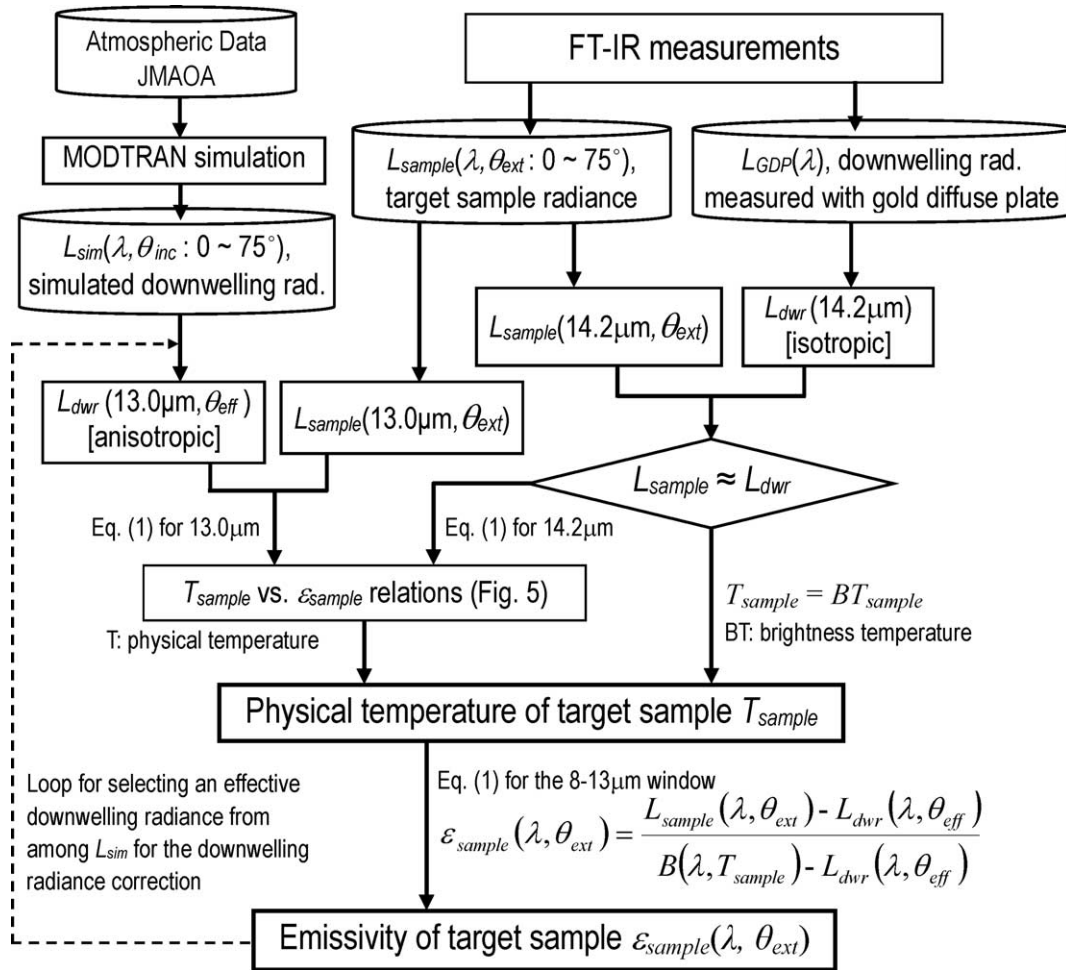 Atmospheric Data
JMAOA
FT-IR measurements
MODTRAN simulation
Lsample(λ,θext : 0 ~ 75°),
target sample radiance
LGDP(λ), downwelling rad.
measured with gold diffuse plate
Lsim(λ,θinc : 0 ~ 75°),
simulated downwelling rad.
Lsample(14.2μm,θext)
Ldwr(14.2μm)
[isotropic]
Ldwr (13.0μm,θeff )
[anisotropic]
Lsample(13.0μm,θext)
Lsample ≈ Ldwr
Eq. (1) for 13.0μm
Eq. (1) for 14.2μm
Tsample vs. εsample relations (Fig. 5)
T: physical temperature
Tsample = BTsample
BT: brightness temperature
Physical temperature of target sample Tsample
Loop for selecting an effective
downwelling radiance from
among Lsim for the downwelling
radiance correction
Eq. (1) for the 8-13μm window
εsample(λ,θext) = (Lsample(λ,θext) - Ldwr(λ,θeff)) / (B(λ,Tsample) - Ldwr(λ,θeff))
Emissivity of target sample εsample(λ, θext)